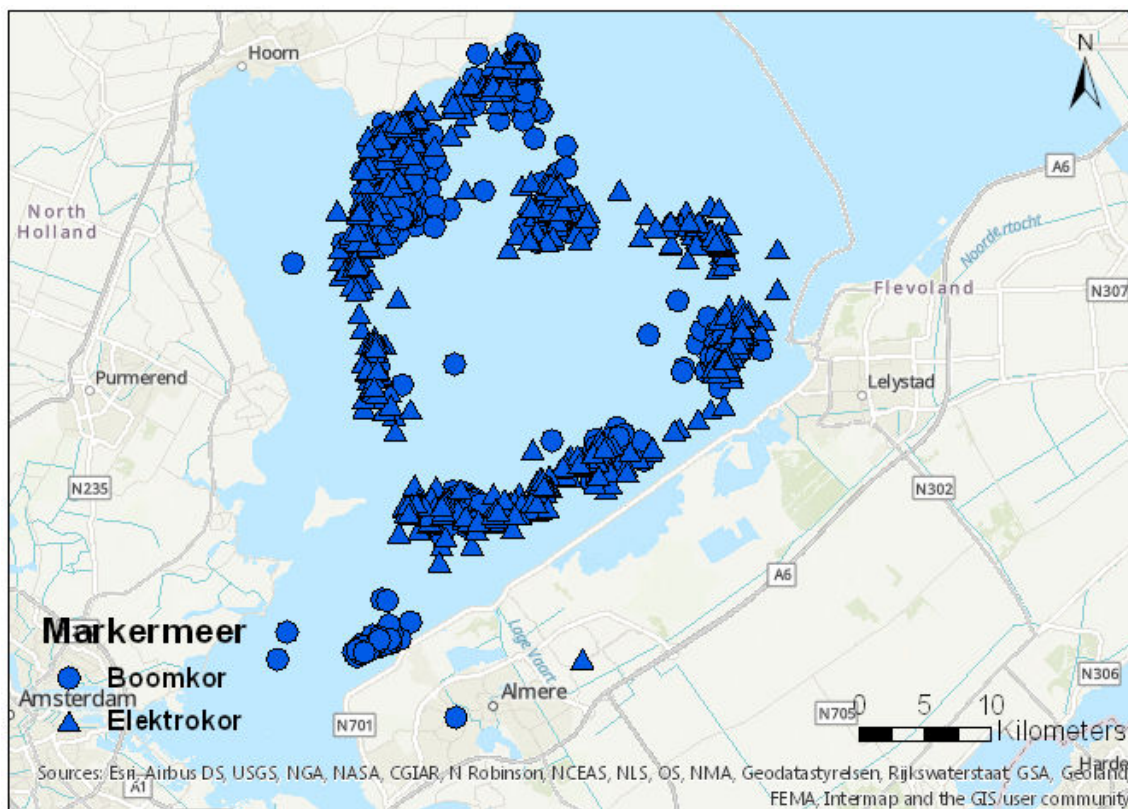 Hoorn
N
A6
North
Holland
Noordertocht
Flevoland
N307
Purmerend
Lelystad
N235
N302
A6
Markermeer
Boomkor
Elektrokor
Amsterdam
Lage Vaart
Almere
N701
N705
N306
0 5 10
Kilometers
Harde
A1
Sources: Esri, Airbus DS, USGS, NGA, NASA, CGIAR, N Robinson, NCEAS, NLS, OS, NMA, Geodatastyrelsen, Rijkswaterstaat, GSA, Geoland,
FEMA, Intermap and the GIS user community